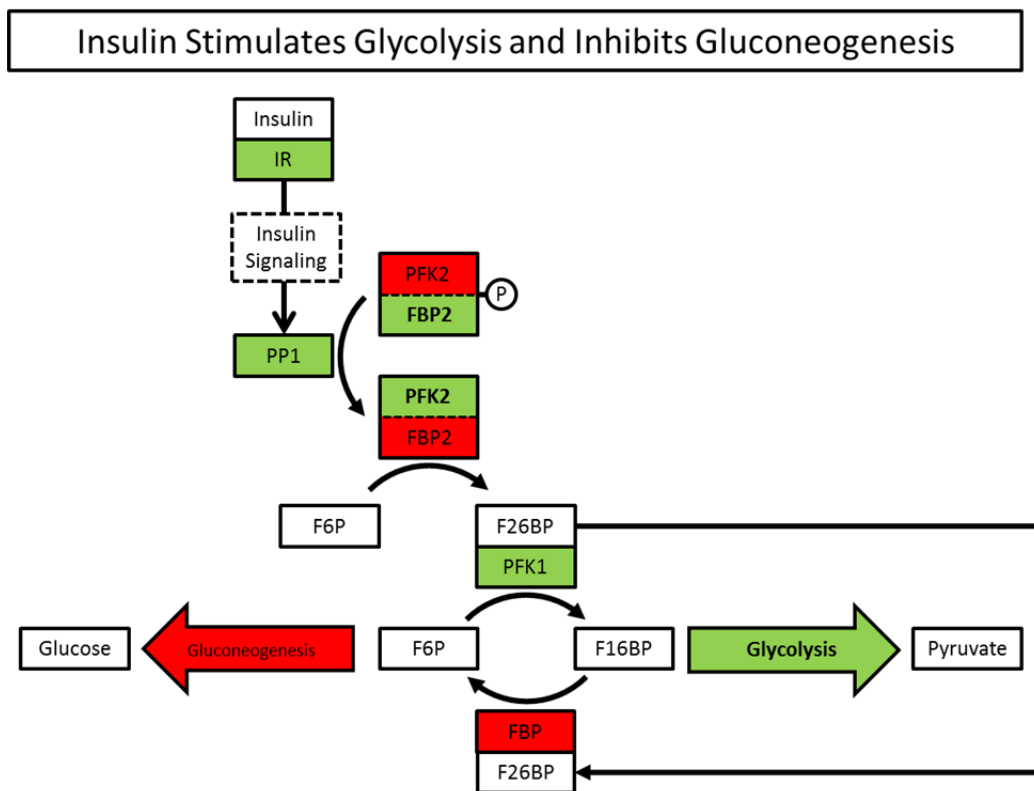 Insulin Stimulates Glycolysis and Inhibits Gluconeogenesis
Insulin
IR
Insulin
Signaling
PP1
PFK2
FBP2
P
PFK2
FBP2
F6P
F26BP
PFK1
Glucose
Gluconeogenesis
F6P
F16BP
Glycolysis
Pyruvate
FBP
F26BP